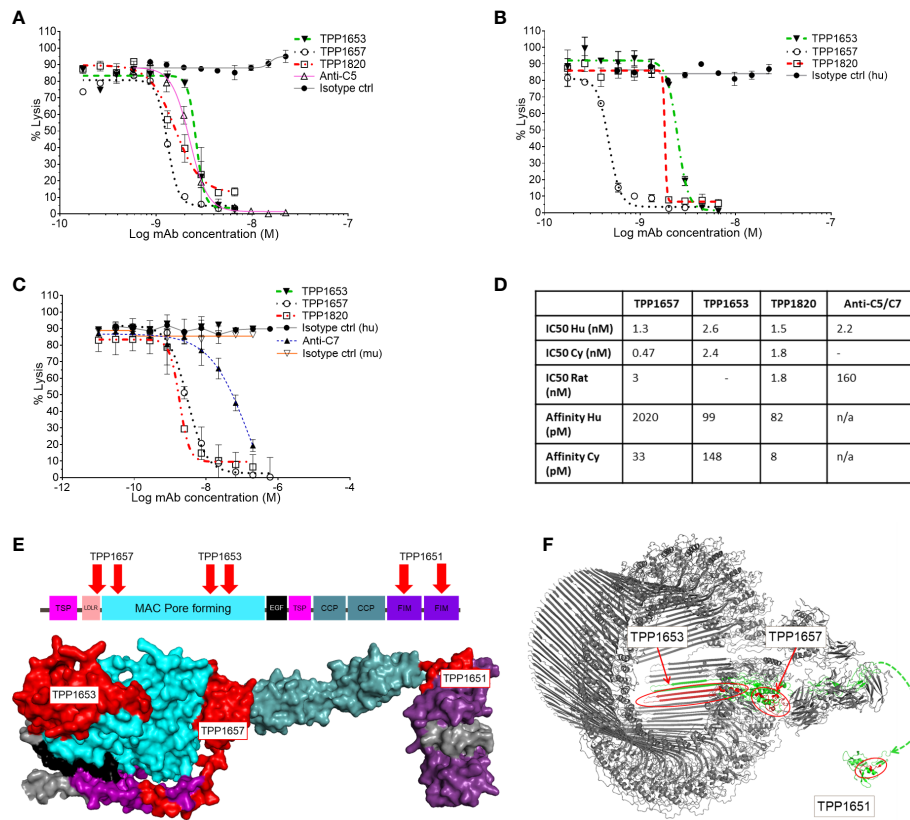 A
110
100
90
80
70
60
50
40
30
20
10
0
% Lysis
-10
-9
-8
-7
Log mAb concentration (M)
TPP1653
TPP1657
TPP1820
Anti-C5
Isotype ctrl
B
110
100
90
80
70
60
50
40
30
20
10
0
% Lysis
-10
-9
-8
-7
Log mAb concentration (M)
TPP1653
TPP1657
TPP1820
Isotype ctrl (hu)
C
110
100
90
80
70
60
50
40
30
20
10
0
% Lysis
-12
-10
-8
-6
-4
Log mAb concentration (M)
TPP1653
TPP1657
TPP1820
Isotype ctrl (hu)
Anti-C7
Isotype ctrl (mu)
D
TPP1657 TPP1653 TPP1820 Anti-C5/C7
IC50 Hu (nM) 1.3 2.6 1.5 2.2
IC50 Cy (nM) 0.47 2.4 1.8 -
IC50 Rat
(nM) 3 - 1.8 160
Affinity Hu
(pM) 2020 99 82 n/a
Affinity Cy
(pM) 33 148 8 n/a
E
TPP1657 TPP1653 TPP1651
TSP LDLR MAC Pore forming EGF TSP CCP CCP FIM FIM
TPP1653
TPP1657
TPP1651
F
TPP1653
TPP1657
TPP1651